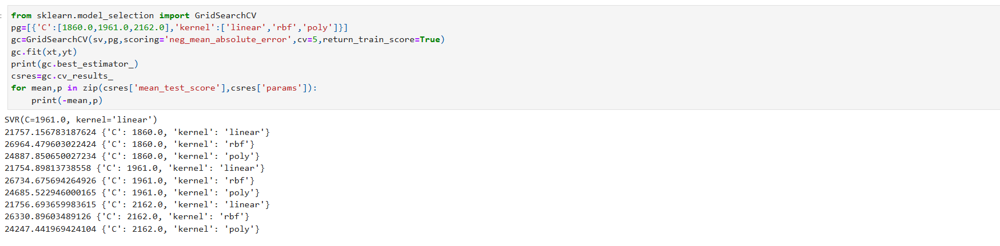 from sklearn.model_selection import GridSearchCV
pg=[{'C':[1860.0,1961.0,2162.0],'kernel':['linear','rbf','poly']}]
gc=GridSearchCV(sv,pg,scoring='neg_mean_absolute_error',cv=5,return_train_score=True)
gc.fit(xt,yt)
print(gc.best_estimator_)
csres=gc.cv_results_
for mean,p in zip(csres['mean_test_score'],csres['params']):
    print(-mean,p)
SVR(C=1961.0, kernel='linear')
21757.156783187624 {'C': 1860.0, 'kernel': 'linear'}
26964.479603022424 {'C': 1860.0, 'kernel': 'rbf'}
24887.850650027234 {'C': 1860.0, 'kernel': 'poly'}
21754.89813738558 {'C': 1961.0, 'kernel': 'linear'}
26734.675694264926 {'C': 1961.0, 'kernel': 'rbf'}
24685.522946000165 {'C': 1961.0, 'kernel': 'poly'}
21756.693659983615 {'C': 2162.0, 'kernel': 'linear'}
26330.89603489126 {'C': 2162.0, 'kernel': 'rbf'}
24247.441969424104 {'C': 2162.0, 'kernel': 'poly'}